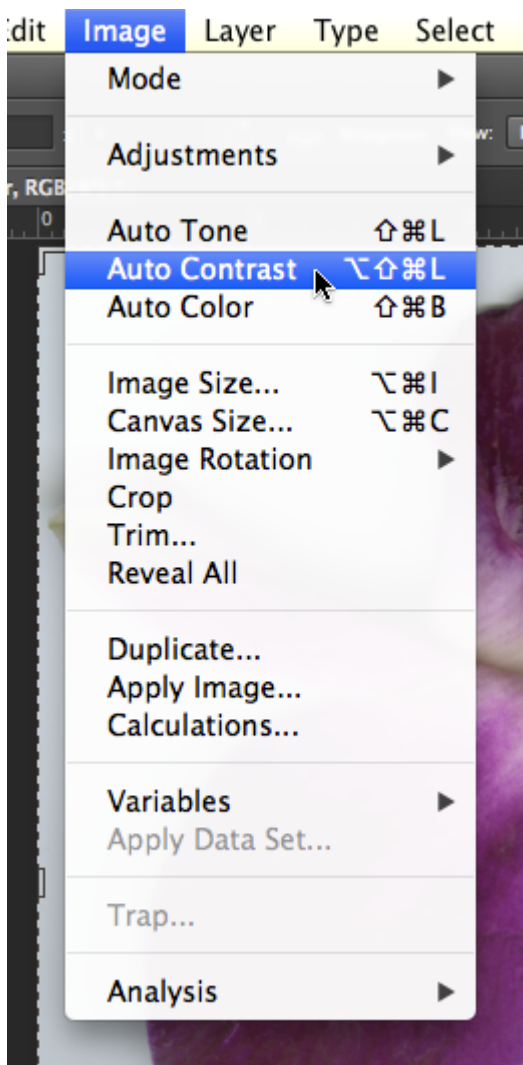 dit Image Layer Type Select
Mode
w:
Adjustments
r, RGB
0
Auto Tone ⇧⌘L
Auto Contrast ⌥⇧⌘L
Auto Color ⇧⌘B
Image Size... ⌥⌘I
Canvas Size... ⌥⌘C
Image Rotation
Crop
Trim...
Reveal All
Duplicate...
Apply Image...
Calculations...
Variables
Apply Data Set...
Trap...
Analysis